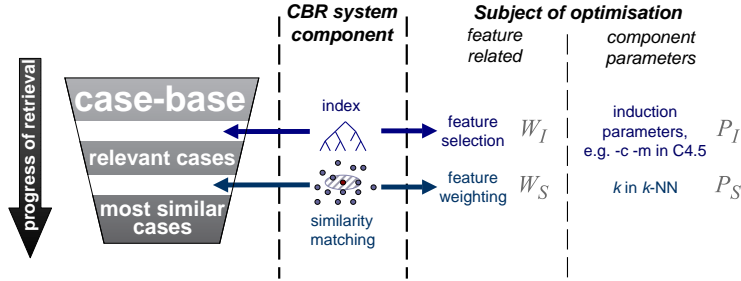 CBR system
component
Subject of optimisation
feature
related
component
parameters
progress of retrieval
case-base
relevant cases
most similar
cases
index
similarity
matching
feature
selection
W_I
induction
parameters,
e.g. -c -m in C4.5
P_I
feature
weighting
W_S
k in k-NN
P_S